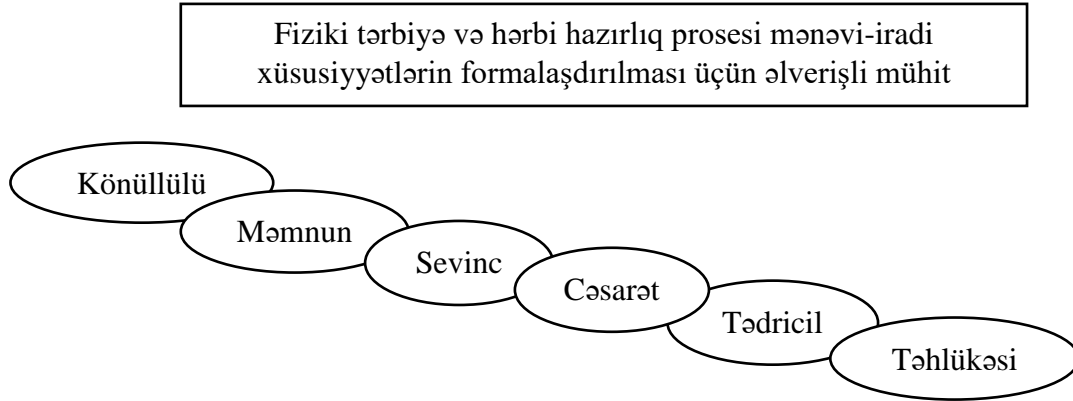 Fiziki tərbiyə və hərbi hazırlıq prosesi mənəvi-iradi
xüsusiyyətlərin formalaşdırılması üçün əlverişli mühit
Könüllülü
Məmnun
Sevinc
Cəsarət
Tədricil
Təhlükəsi